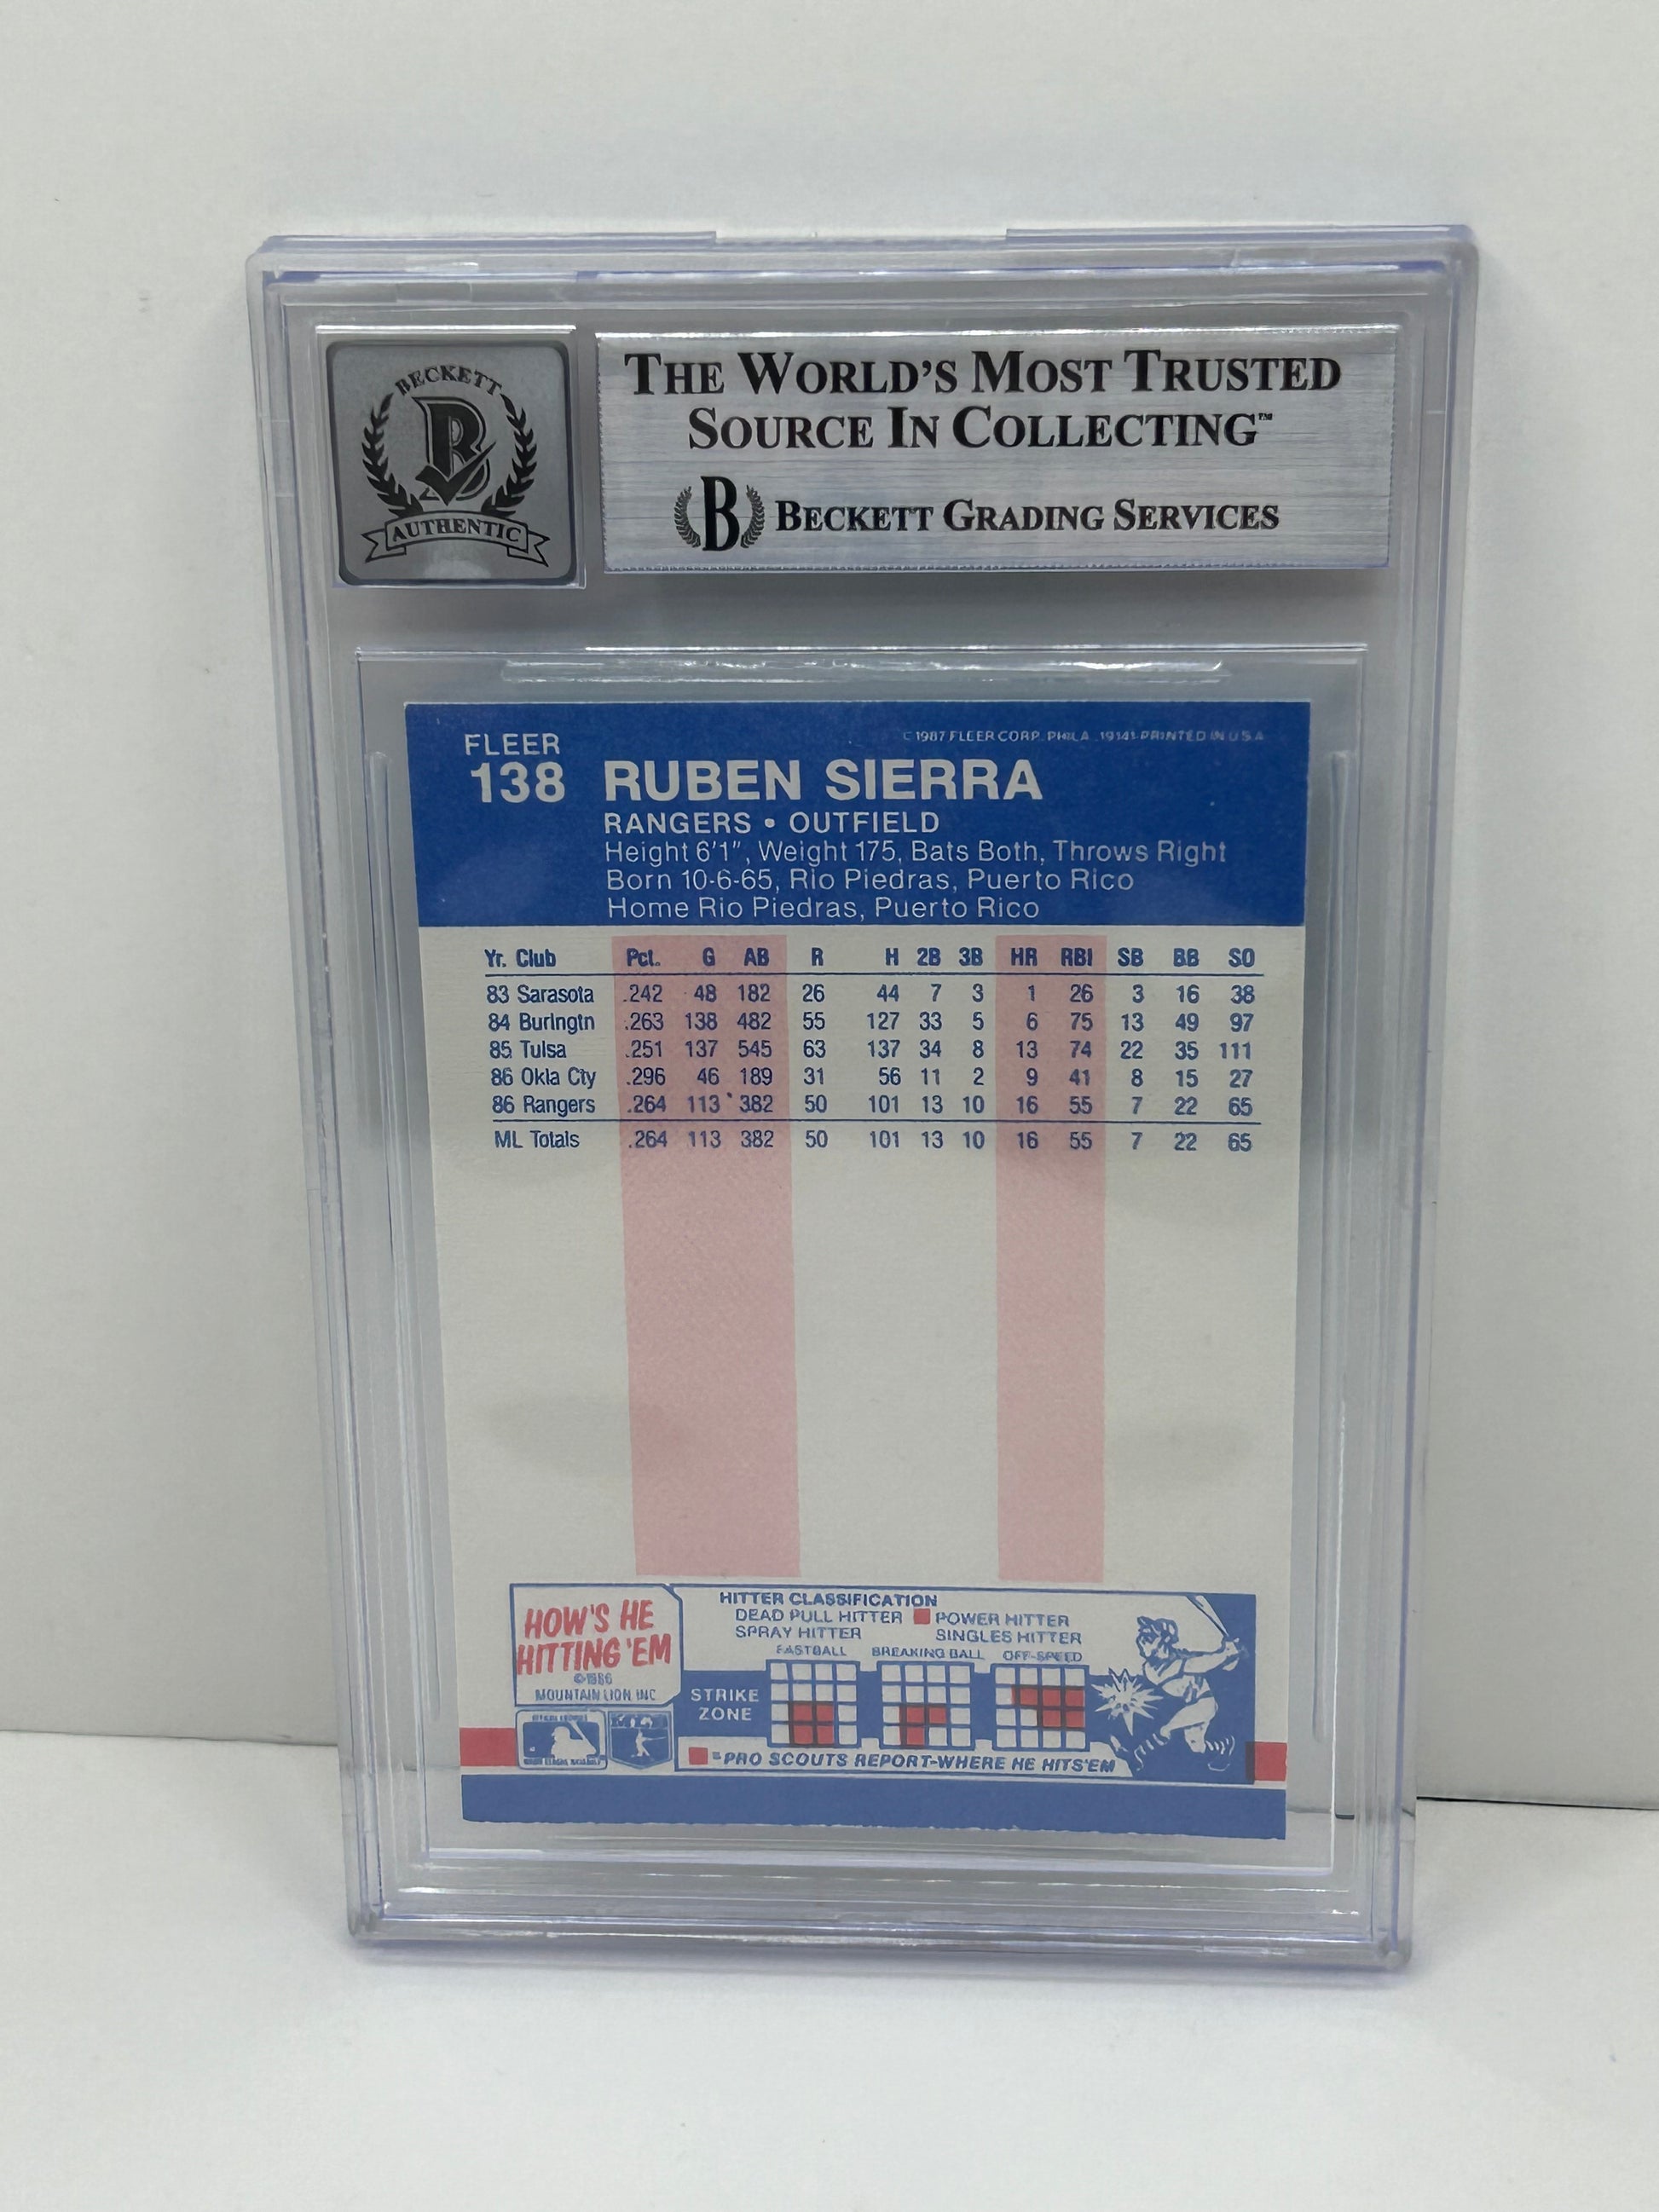 BECKETT
B
AUTHENTIC
THE WORLD'S MOST TRUSTED
SOURCE IN COLLECTING™
B BECKETT GRADING SERVICES
FLEER
138
© 1987 FLEER CORP. PHILA., 19141-PRINTED IN U.S.A.
RUBEN SIERRA
RANGERS • OUTFIELD
Height 6'1", Weight 175, Bats Both, Throws Right
Born 10-6-65, Rio Piedras, Puerto Rico
Home Rio Piedras, Puerto Rico
Yr. Club Pct. G AB R H 2B 3B HR RBI SB BB SO
83 Sarasota .242 48 182 26 44 7 3 1 26 3 16 38
84 Burlngtn .263 138 482 55 127 33 5 6 75 13 49 97
85 Tulsa .251 137 545 63 137 34 8 13 74 22 35 111
86 Okla Cty .296 46 189 31 56 11 2 9 41 8 15 27
86 Rangers .264 113 382 50 101 13 10 16 55 7 22 65
ML Totals .264 113 382 50 101 13 10 16 55 7 22 65
HOW'S HE
HITTING 'EM
©1986
MOUNTAIN LION INC.
HITTER CLASSIFICATION
DEAD PULL HITTER POWER HITTER
SPRAY HITTER SINGLES HITTER
FASTBALL BREAKING BALL OFF-SPEED
STRIKE
ZONE
=PRO SCOUTS REPORT-WHERE HE HITS'EM